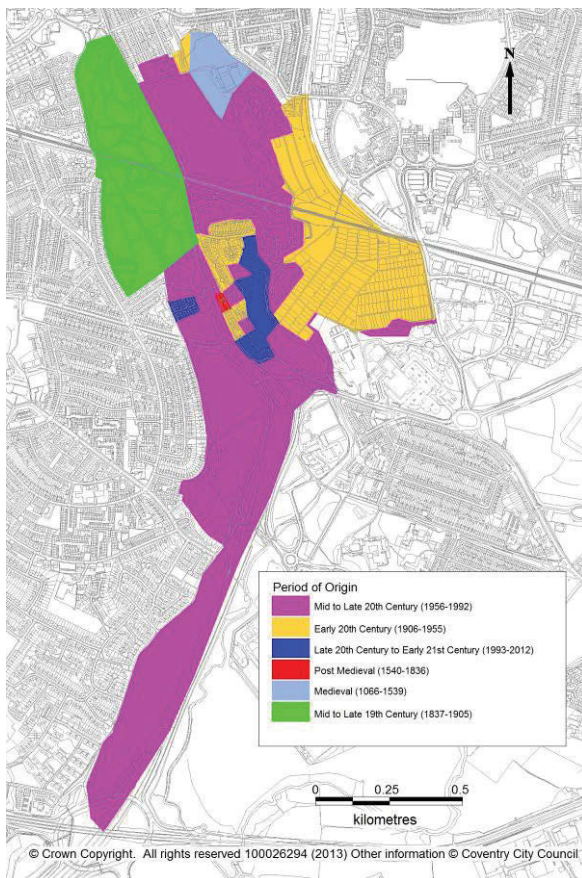 N
Period of Origin
Mid to Late 20th Century (1956-1992)
Early 20th Century (1906-1955)
Late 20th Century to Early 21st Century (1993-2012)
Post Medieval (1540-1836)
Medieval (1066-1539)
Mid to Late 19th Century (1837-1905)
0 0.25 0.5
kilometres
© Crown Copyright. All rights reserved 100026294 (2013) Other information © Coventry City Council